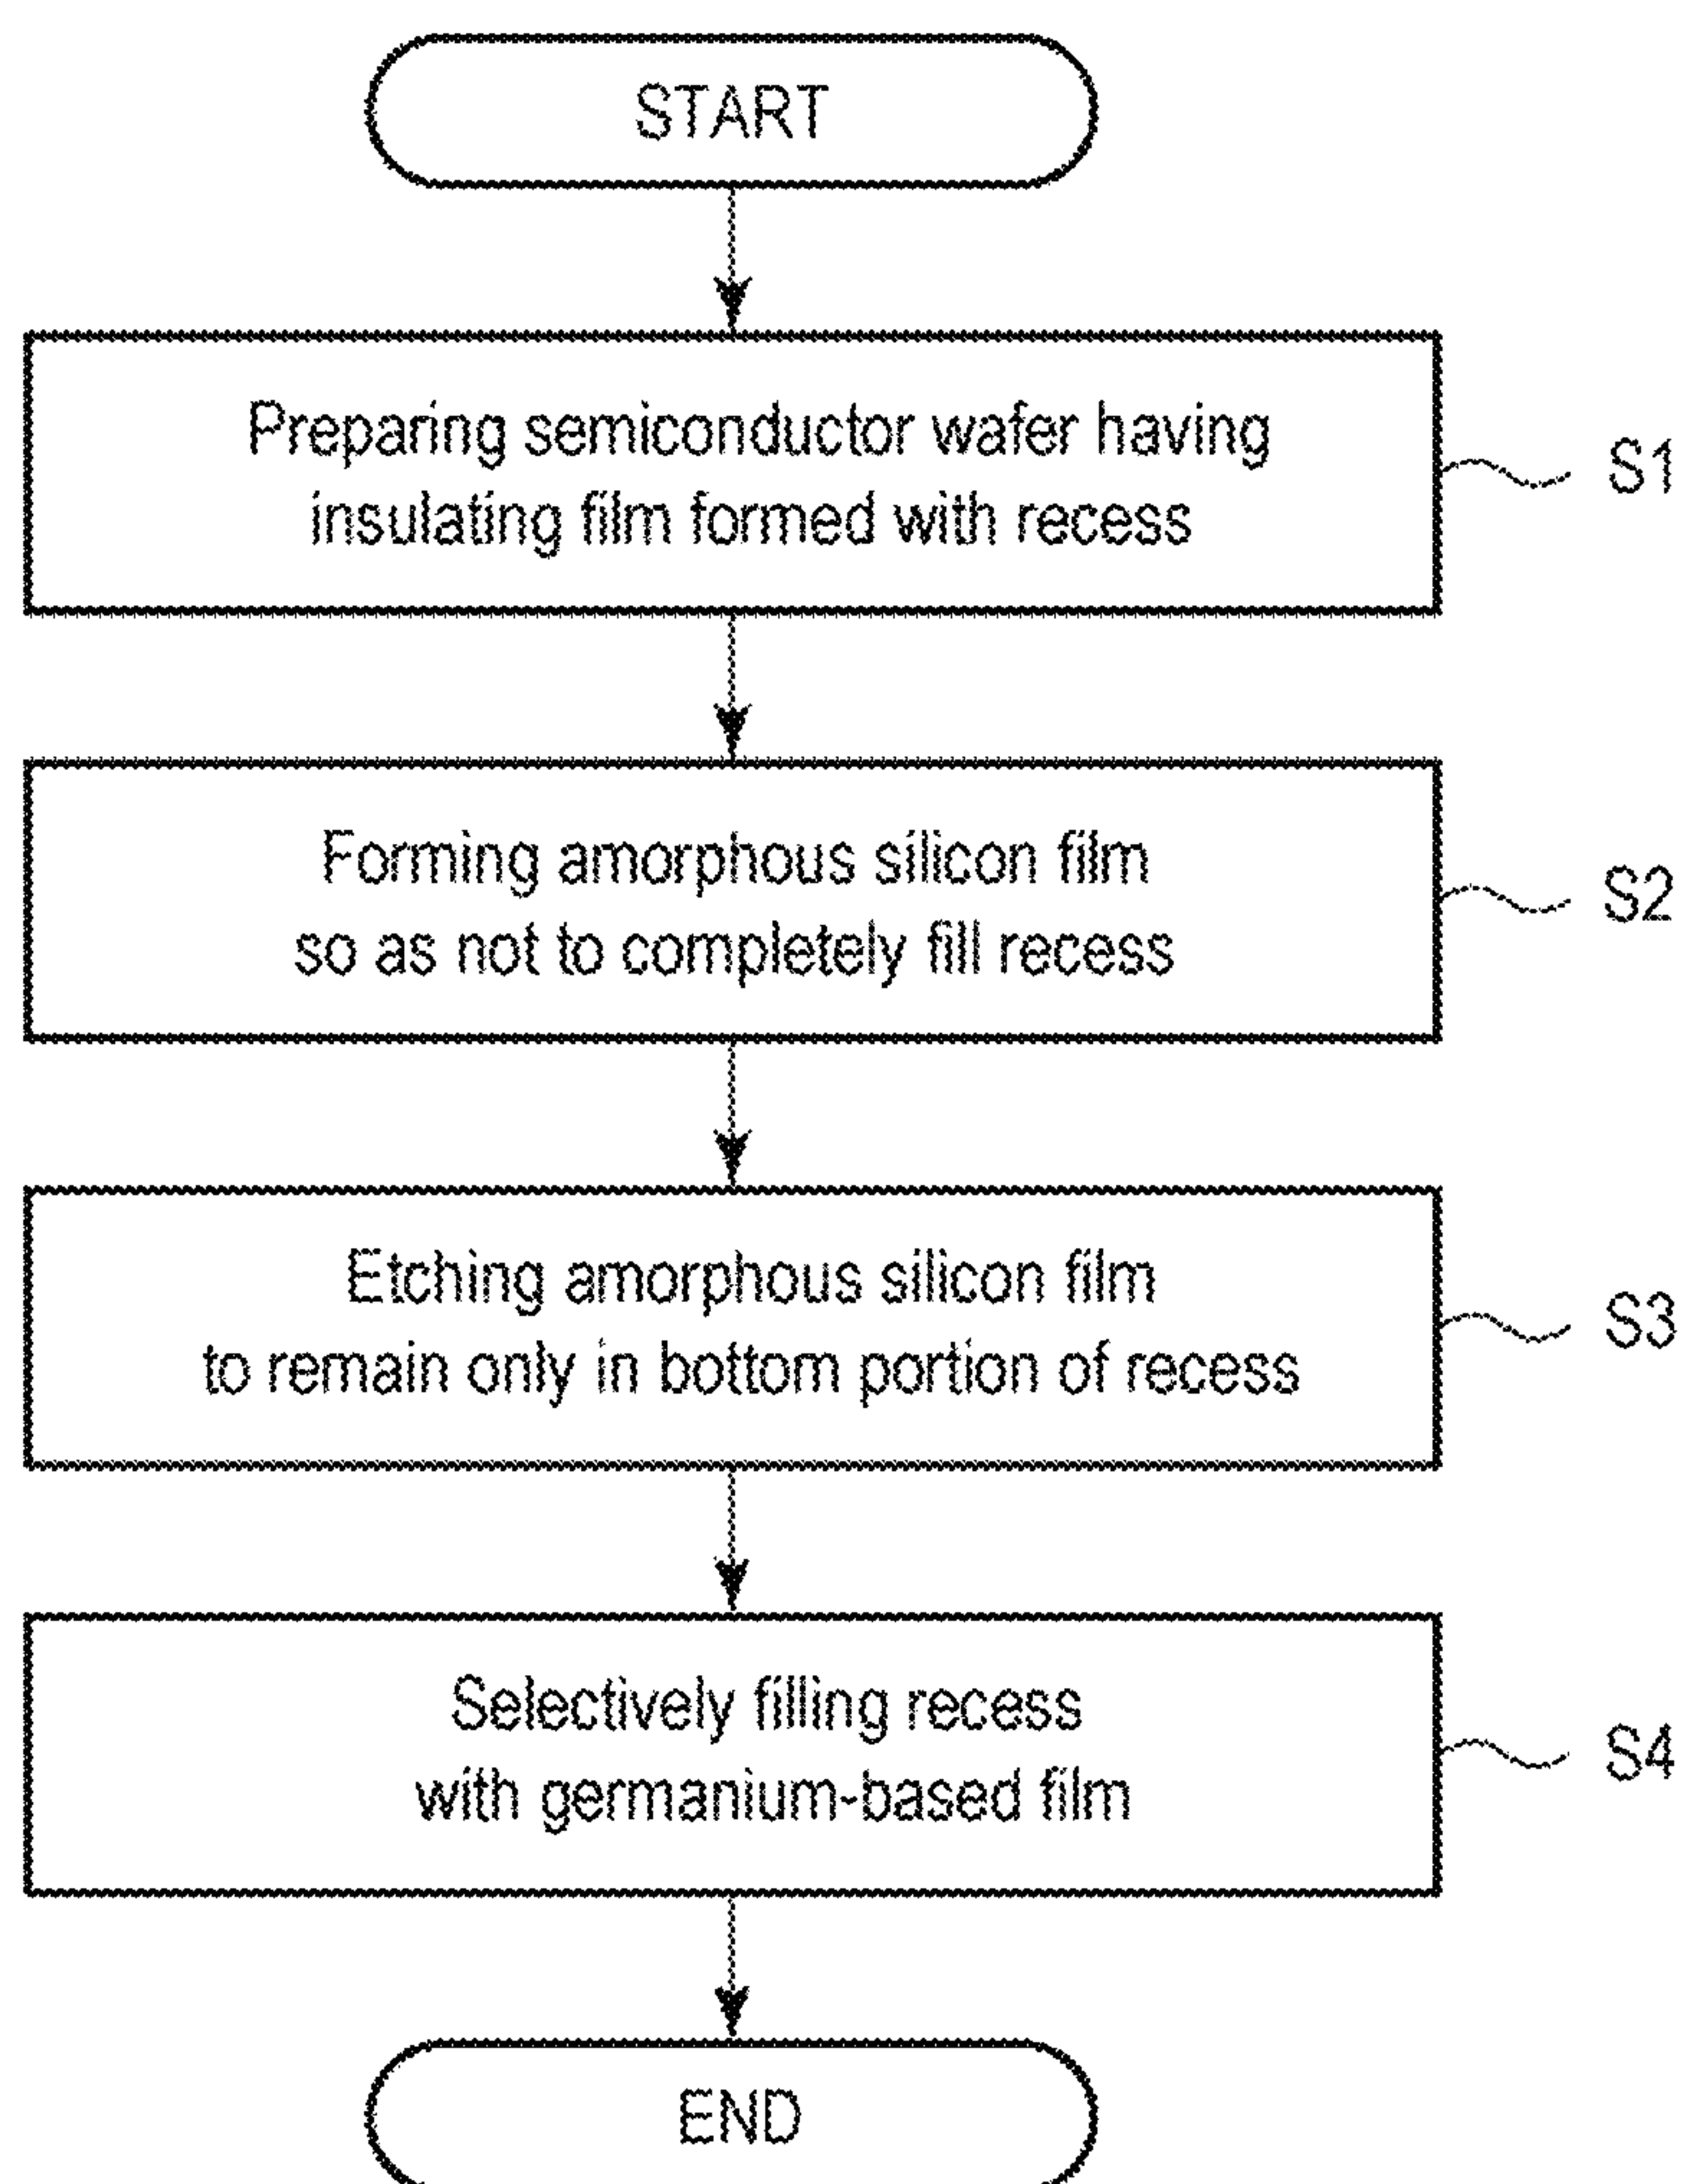 START
Preparing semiconductor wafer having
insulating film formed with recess
S1
Forming amorphous silicon film
so as not to completely fill recess
S2
Etching amorphous silicon film
to remain only in bottom portion of recess
S3
Selectively filling recess
with germanium-based film
S4
END